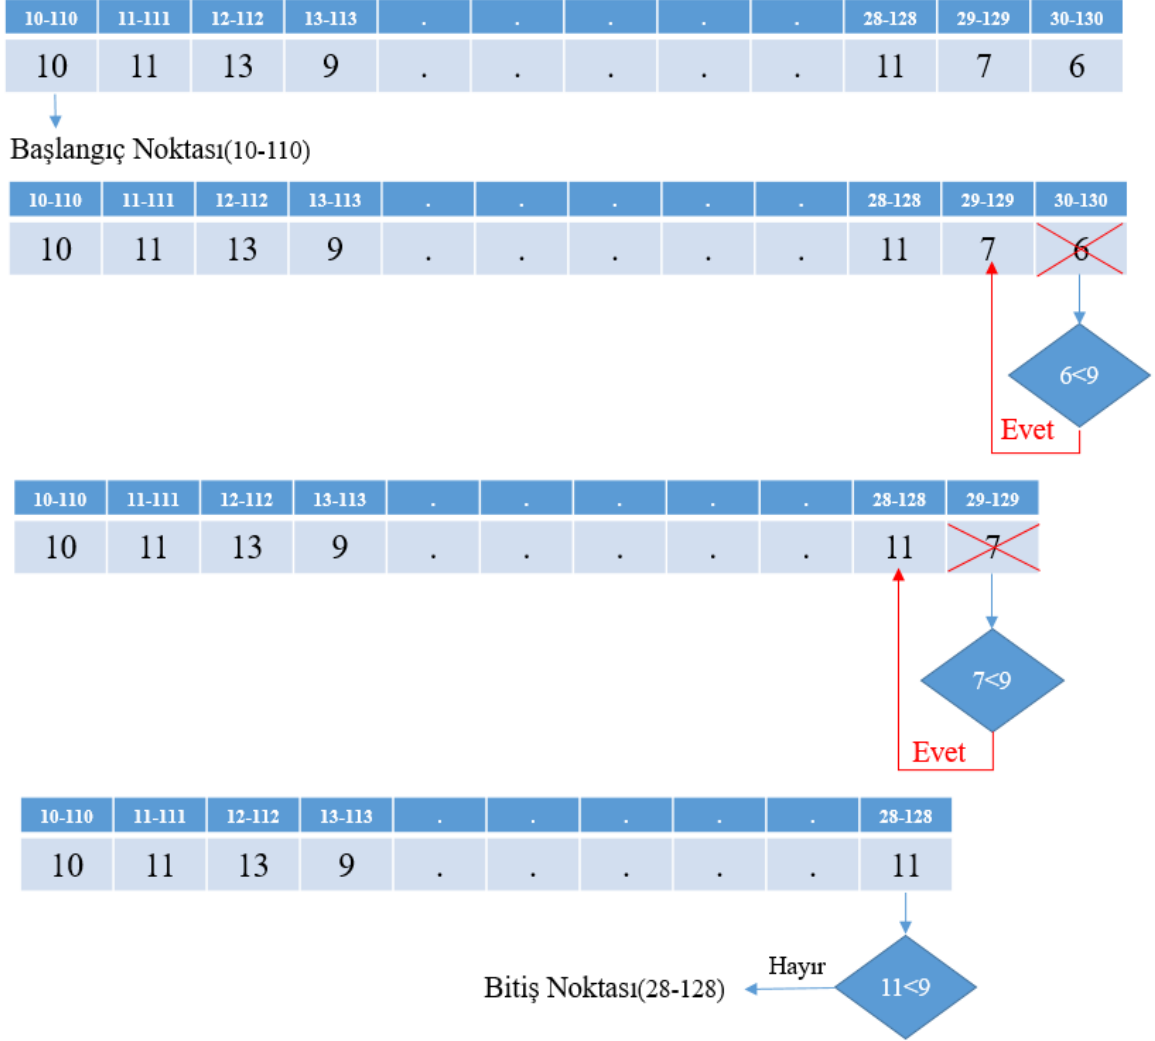 10-110 11-111 12-112 13-113 . . . . . 28-128 29-129 30-130
10 11 13 9 . . . . . 11 7 6
Başlangıç Noktası(10-110)
10-110 11-111 12-112 13-113 . . . . . 28-128 29-129 30-130
10 11 13 9 . . . . . 11 7 6
6<9
Evet
10-110 11-111 12-112 13-113 . . . . . 28-128 29-129
10 11 13 9 . . . . . 11 7
7<9
Evet
10-110 11-111 12-112 13-113 . . . . . 28-128
10 11 13 9 . . . . . 11
Hayır
Bitiş Noktası(28-128)
11<9